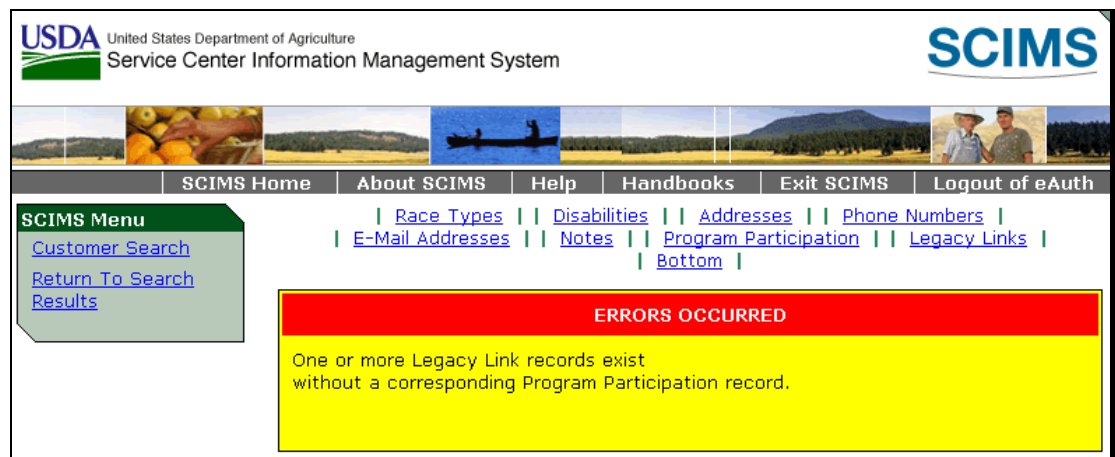 USDA United States Department of Agriculture
Service Center Information Management System
SCIMS
SCIMS Home | About SCIMS | Help | Handbooks | Exit SCIMS | Logout of eAuth
SCIMS Menu
Customer Search
Return To Search
Results
| Race Types | | Disabilities | | Addresses | | Phone Numbers |
| E-Mail Addresses | | Notes | | Program Participation | | Legacy Links |
| Bottom |
ERRORS OCCURRED
One or more Legacy Link records exist
without a corresponding Program Participation record.